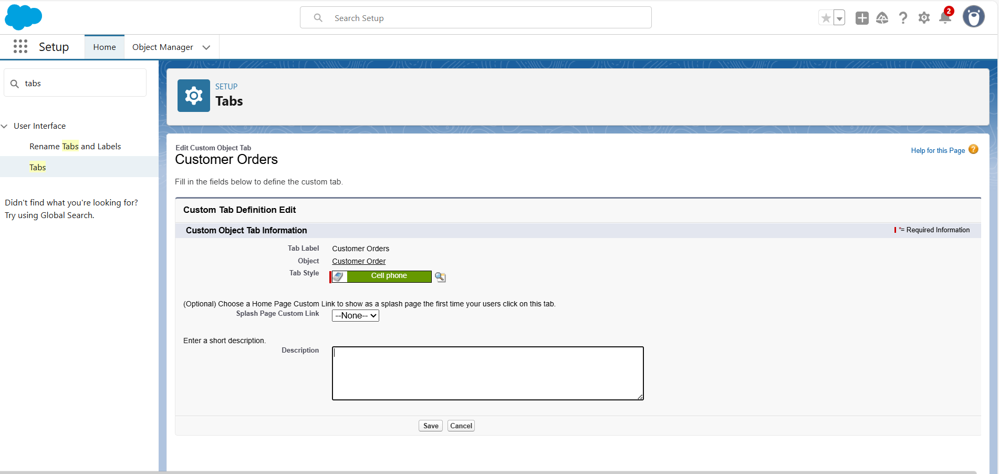 Search Setup
2
Setup
Home
Object Manager
tabs
User Interface
Rename Tabs and Labels
Tabs
Didn't find what you're looking for?
Try using Global Search.
SETUP
Tabs
Edit Custom Object Tab
Customer Orders
Help for this Page ?
Fill in the fields below to define the custom tab.
Custom Tab Definition Edit
Custom Object Tab Information
*= Required Information
Tab Label Customer Orders
Object Customer Order
Tab Style Cell phone
(Optional) Choose a Home Page Custom Link to show as a splash page the first time your users click on this tab.
Splash Page Custom Link --None--
Enter a short description.
Description
Save Cancel